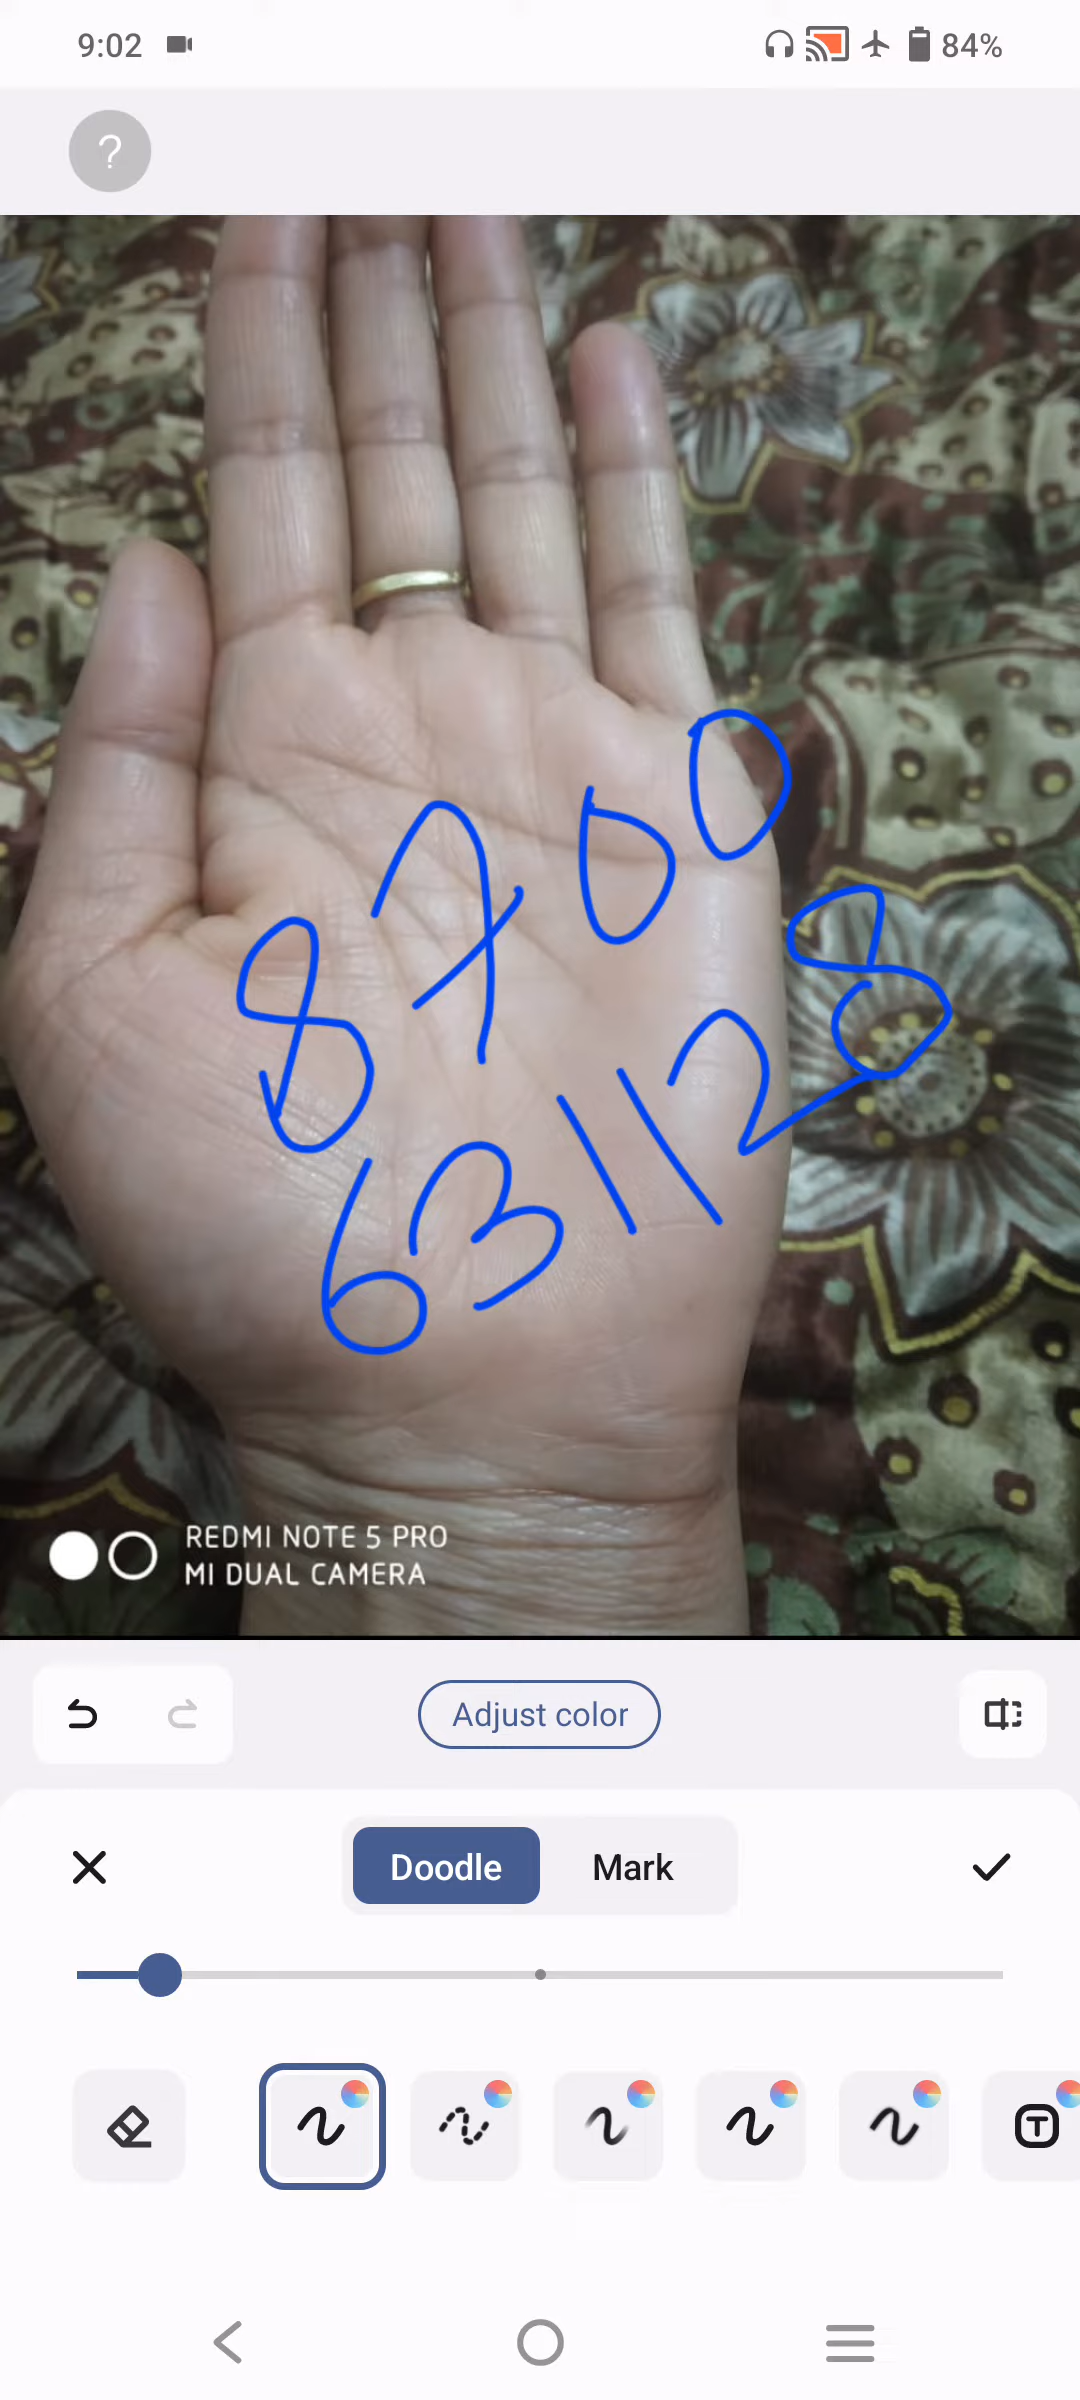 9:02 84%
?
8700
631128
REDMI NOTE 5 PRO
MI DUAL CAMERA
Adjust color
Doodle Mark
T